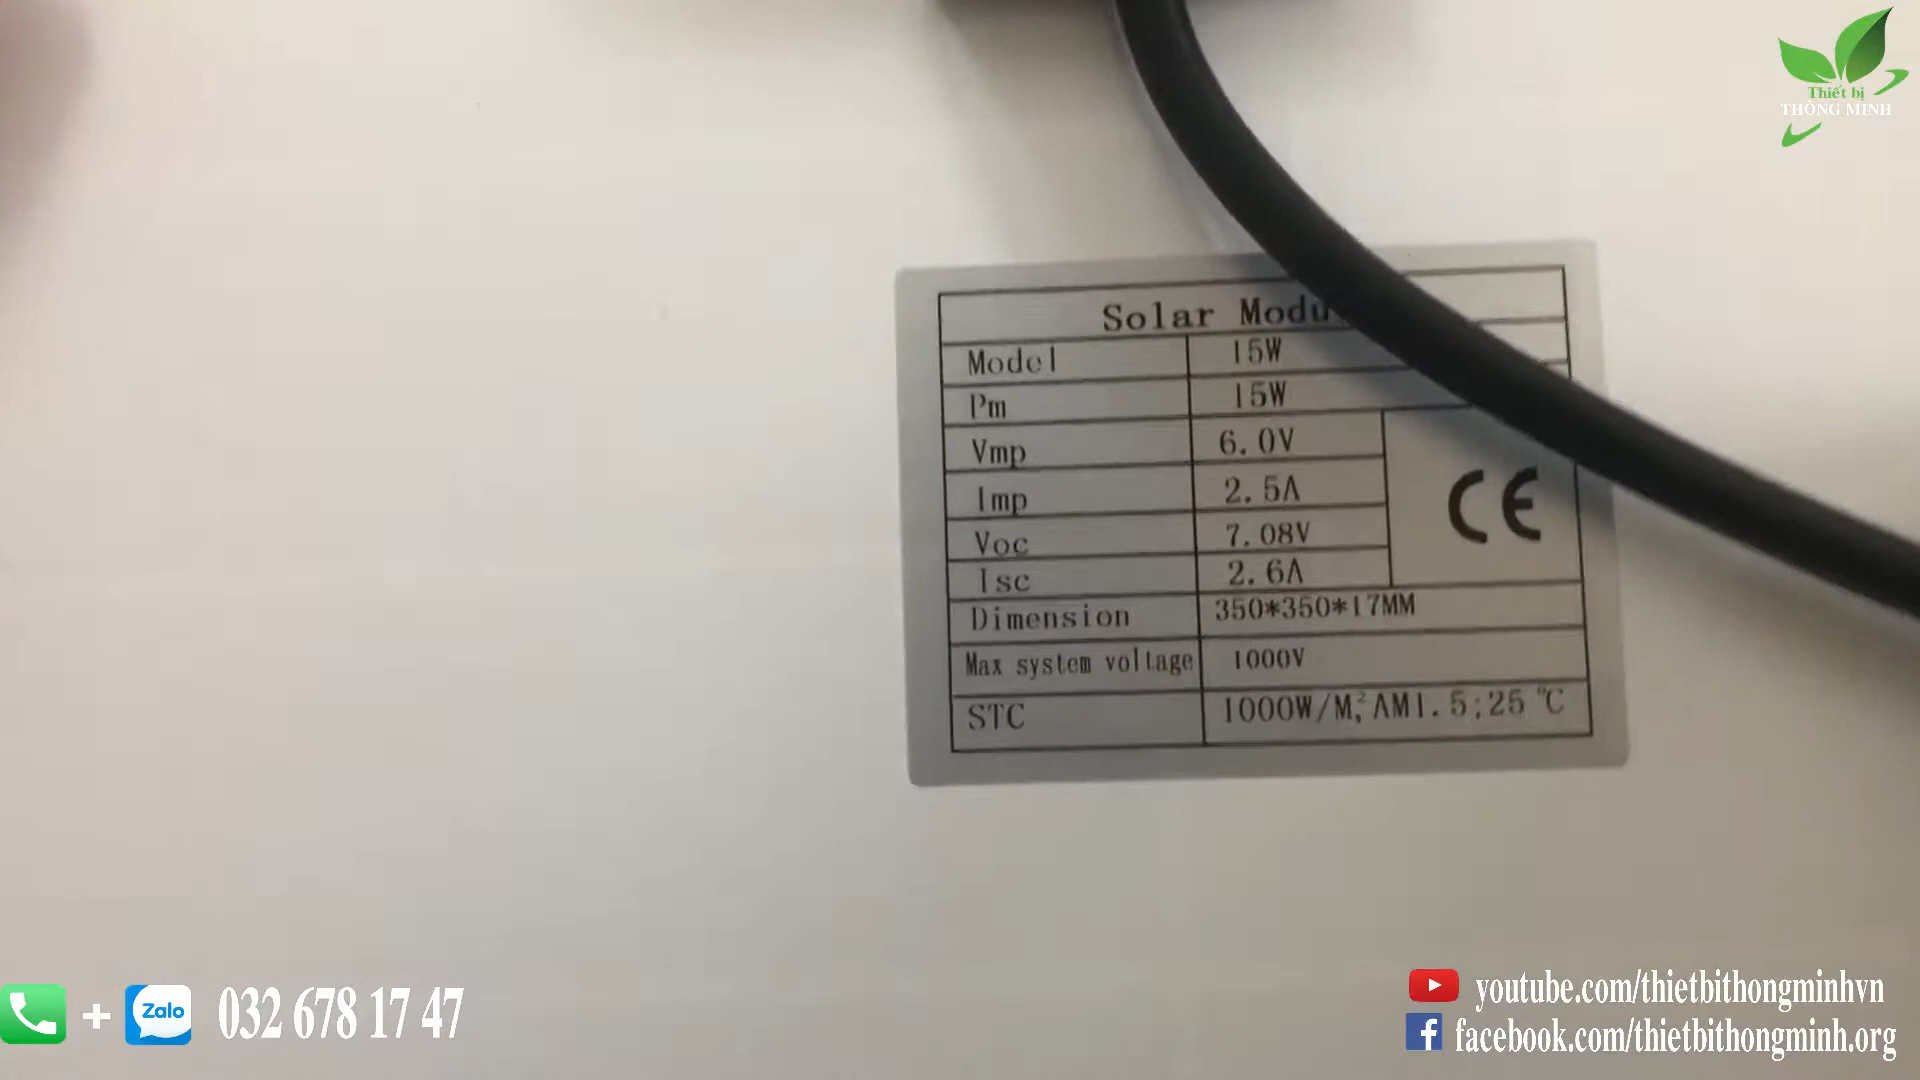 Thiết bị
THÔNG MINH
Solar Modu
Model 15W
Pm 15W
Vmp 6.0V
Imp 2.5A
Voc 7.08V
Isc 2.6A
CE
Dimension 350*350*17MM
Max system voltage 1000V
STC 1000W/M,² AM1.5;25 ℃
+ Zalo 032 678 17 47
youtube.com/thietbithongminhvn
facebook.com/thietbithongminh.org